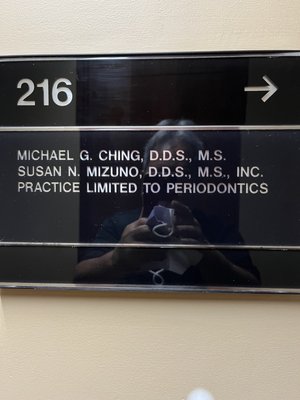 216 →
MICHAEL G. CHING, D.D.S., M.S.
SUSAN N. MIZUNO, D.D.S., M.S., INC.
PRACTICE LIMITED TO PERIODONTICS